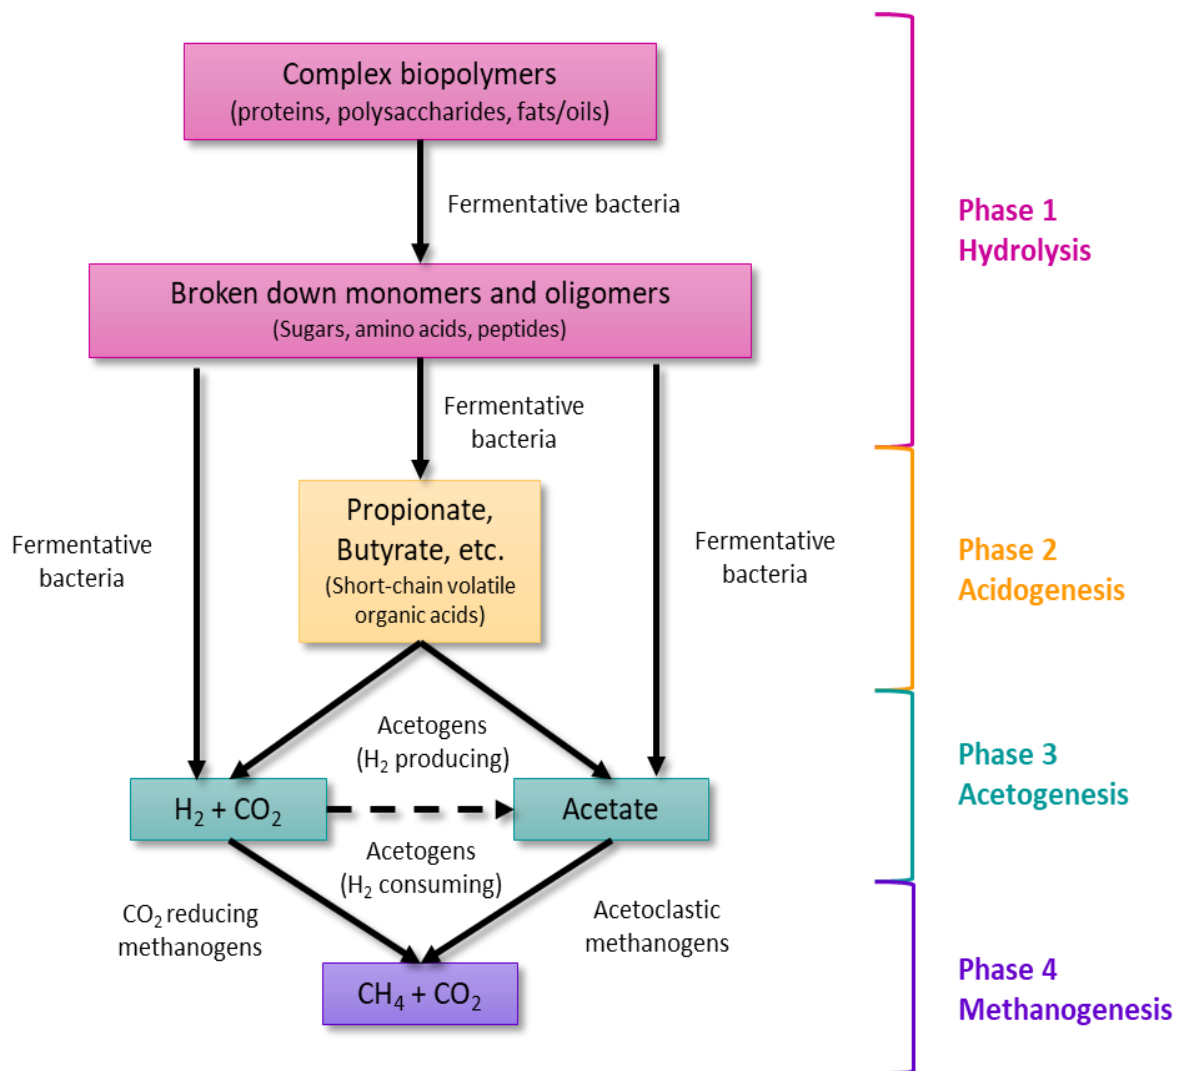 Complex biopolymers
(proteins, polysaccharides, fats/oils)
Fermentative bacteria
Phase 1
Hydrolysis
Broken down monomers and oligomers
(Sugars, amino acids, peptides)
Fermentative
bacteria
Propionate,
Butyrate, etc.
(Short-chain volatile
organic acids)
Fermentative
bacteria
Fermentative
bacteria
Phase 2
Acidogenesis
Acetogens
(H₂ producing)
H₂ + CO₂
Acetate
Acetogens
(H₂ consuming)
Phase 3
Acetogenesis
CO₂ reducing
methanogens
Acetoclastic
methanogens
CH₄ + CO₂
Phase 4
Methanogenesis